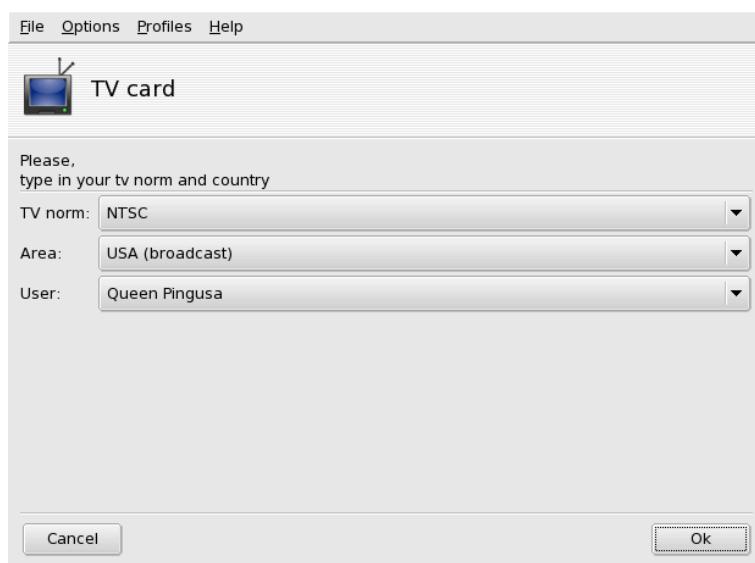 File Options Profiles Help
TV card
Please,
type in your tv norm and country
TV norm: NTSC
Area: USA (broadcast)
User: Queen Pingusa
Cancel Ok